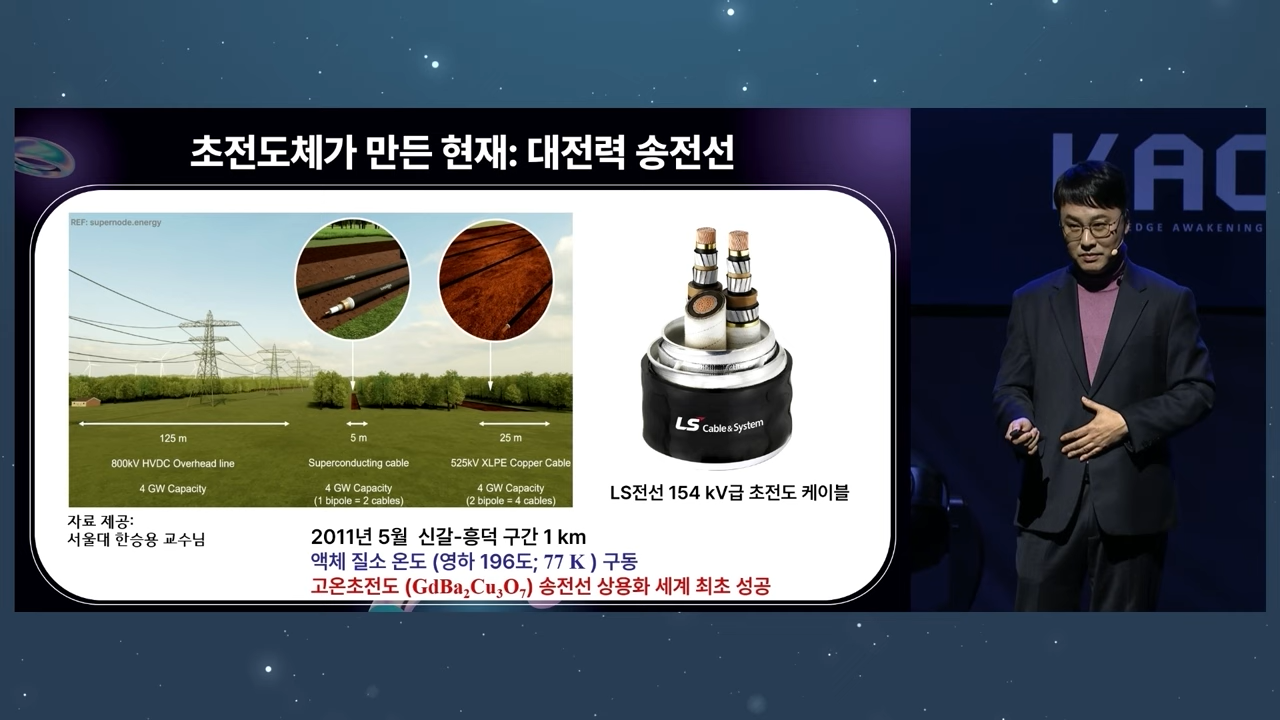 초전도체가 만든 현재: 대전력 송전선
REF: supernode.energy
125 m
5 m
25 m
800kV HVDC Overhead line
Superconducting cable
525kV XLPE Copper Cable
4 GW Capacity
4 GW Capacity
(1 bipole = 2 cables)
4 GW Capacity
(2 bipole = 4 cables)
LS Cable & System
LS전선 154 kV급 초전도 케이블
자료 제공:
서울대 한승용 교수님
2011년 5월 신갈-흥덕 구간 1 km
액체 질소 온도 (영하 196도; 77 K ) 구동
고온초전도 (GdBa₂Cu₃O₇) 송전선 상용화 세계 최초 성공
KAO
EDGE AWAKENING